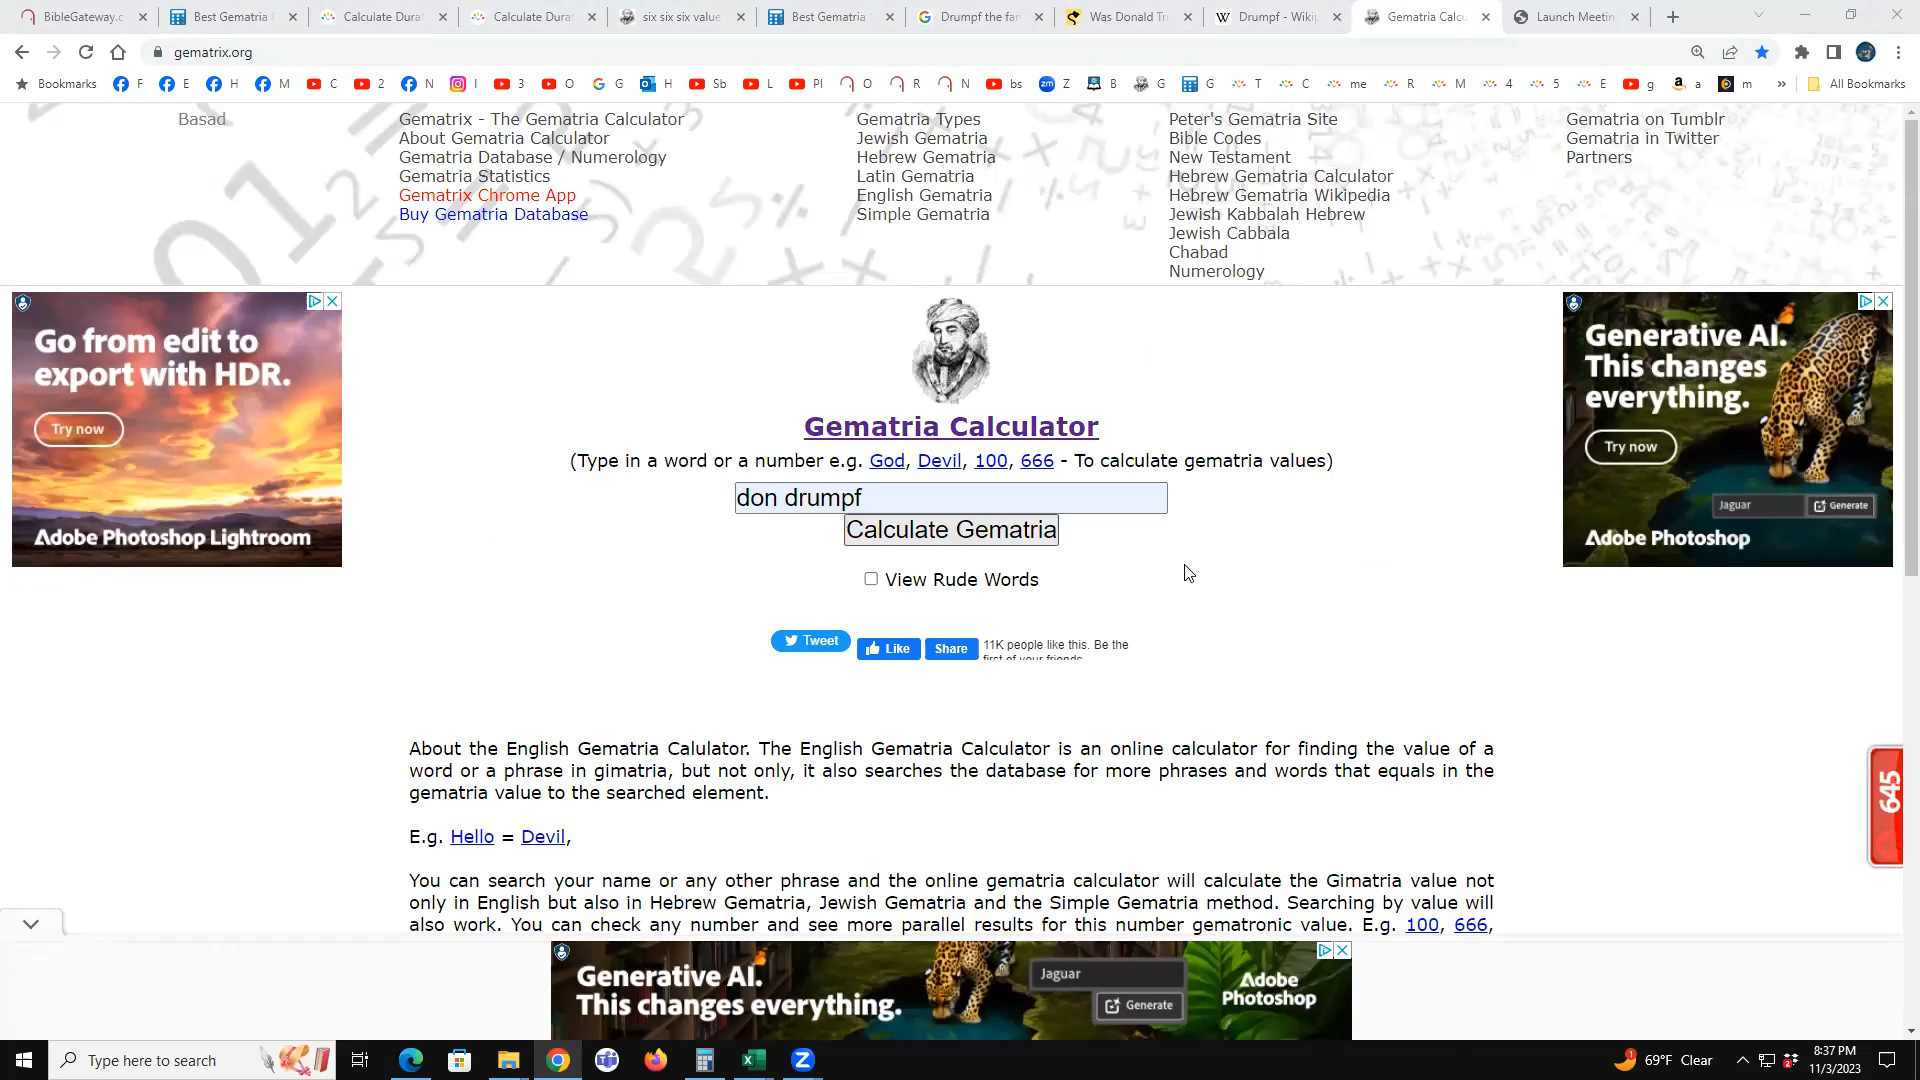 BibleGateway.c
Best Gematria
Calculate Dura
Calculate Dura
six six six value
Best Gematria
Drumpf the fam
Was Donald Tr
Drumpf - Wikip
Gematria Calcu
Launch Meetin
gematrix.org
Bookmarks
F
E
H
M
C
2
N
I
3
O
G
H
Sb
L
Pl
O
R
N
bs
Z
B
G
G
T
C
me
R
M
4
5
E
g
a
m
»
All Bookmarks
Basad
Gematrix - The Gematria Calculator
About Gematria Calculator
Gematria Database / Numerology
Gematria Statistics
Gematrix Chrome App
Buy Gematria Database
Gematria Types
Jewish Gematria
Hebrew Gematria
Latin Gematria
English Gematria
Simple Gematria
Peter's Gematria Site
Bible Codes
New Testament
Hebrew Gematria Calculator
Hebrew Gematria Wikipedia
Jewish Kabbalah Hebrew
Jewish Cabbala
Chabad
Numerology
Gematria on Tumblr
Gematria in Twitter
Partners
Go from edit to
export with HDR.
Try now
Adobe Photoshop Lightroom
Generative AI.
This changes
everything.
Try now
Jaguar
Generate
Adobe Photoshop
Gematria Calculator
(Type in a word or a number e.g. God, Devil, 100, 666 - To calculate gematria values)
don drumpf
Calculate Gematria
View Rude Words
Tweet
Like
Share
11K people like this. Be the
first of your friends.
About the English Gematria Calulator. The English Gematria Calculator is an online calculator for finding the value of a
word or a phrase in gimatria, but not only, it also searches the database for more phrases and words that equals in the
gematria value to the searched element.
E.g. Hello = Devil,
You can search your name or any other phrase and the online gematria calculator will calculate the Gimatria value not
only in English but also in Hebrew Gematria, Jewish Gematria and the Simple Gematria method. Searching by value will
also work. You can check any number and see more parallel results for this number gematronic value. E.g. 100, 666,
645
Generative AI.
This changes everything.
Jaguar
Generate
Adobe
Photoshop
Type here to search
69°F Clear
8:37 PM
11/3/2023